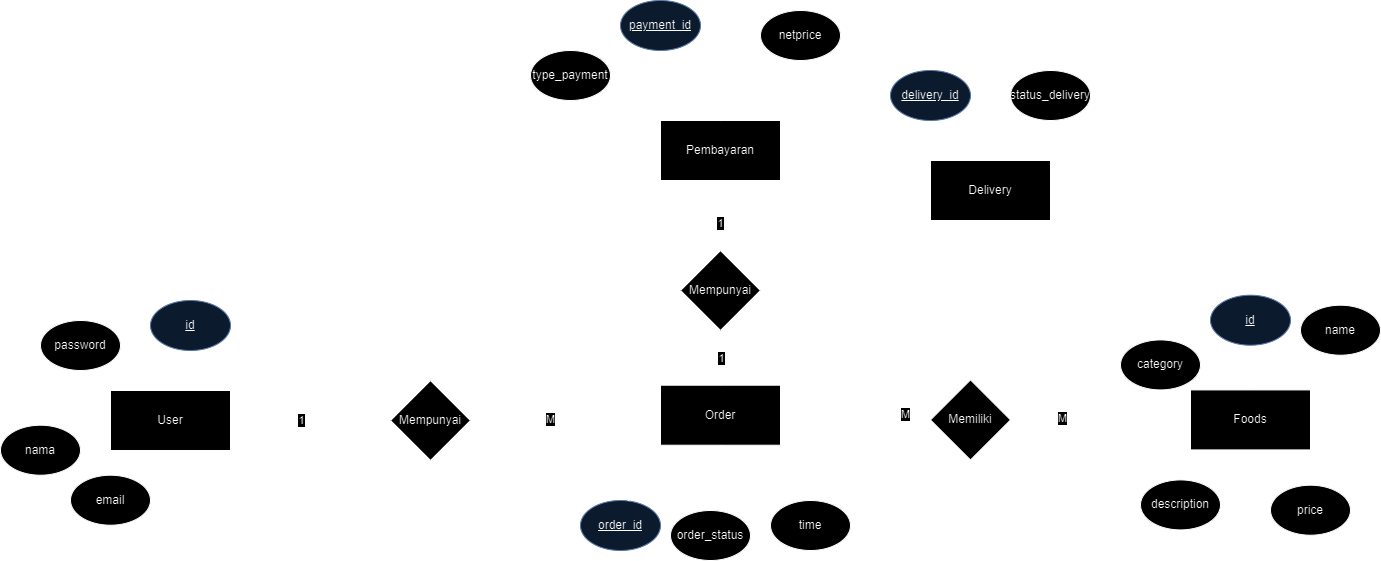 payment_id
netprice
type_payment
delivery_id
status_delivery
Pembayaran
Delivery
1
Mempunyai
id
password
id
name
category
1
User
1
Mempunyai
M
Order
M
Memiliki
M
Foods
nama
email
order_id
order_status
time
description
price